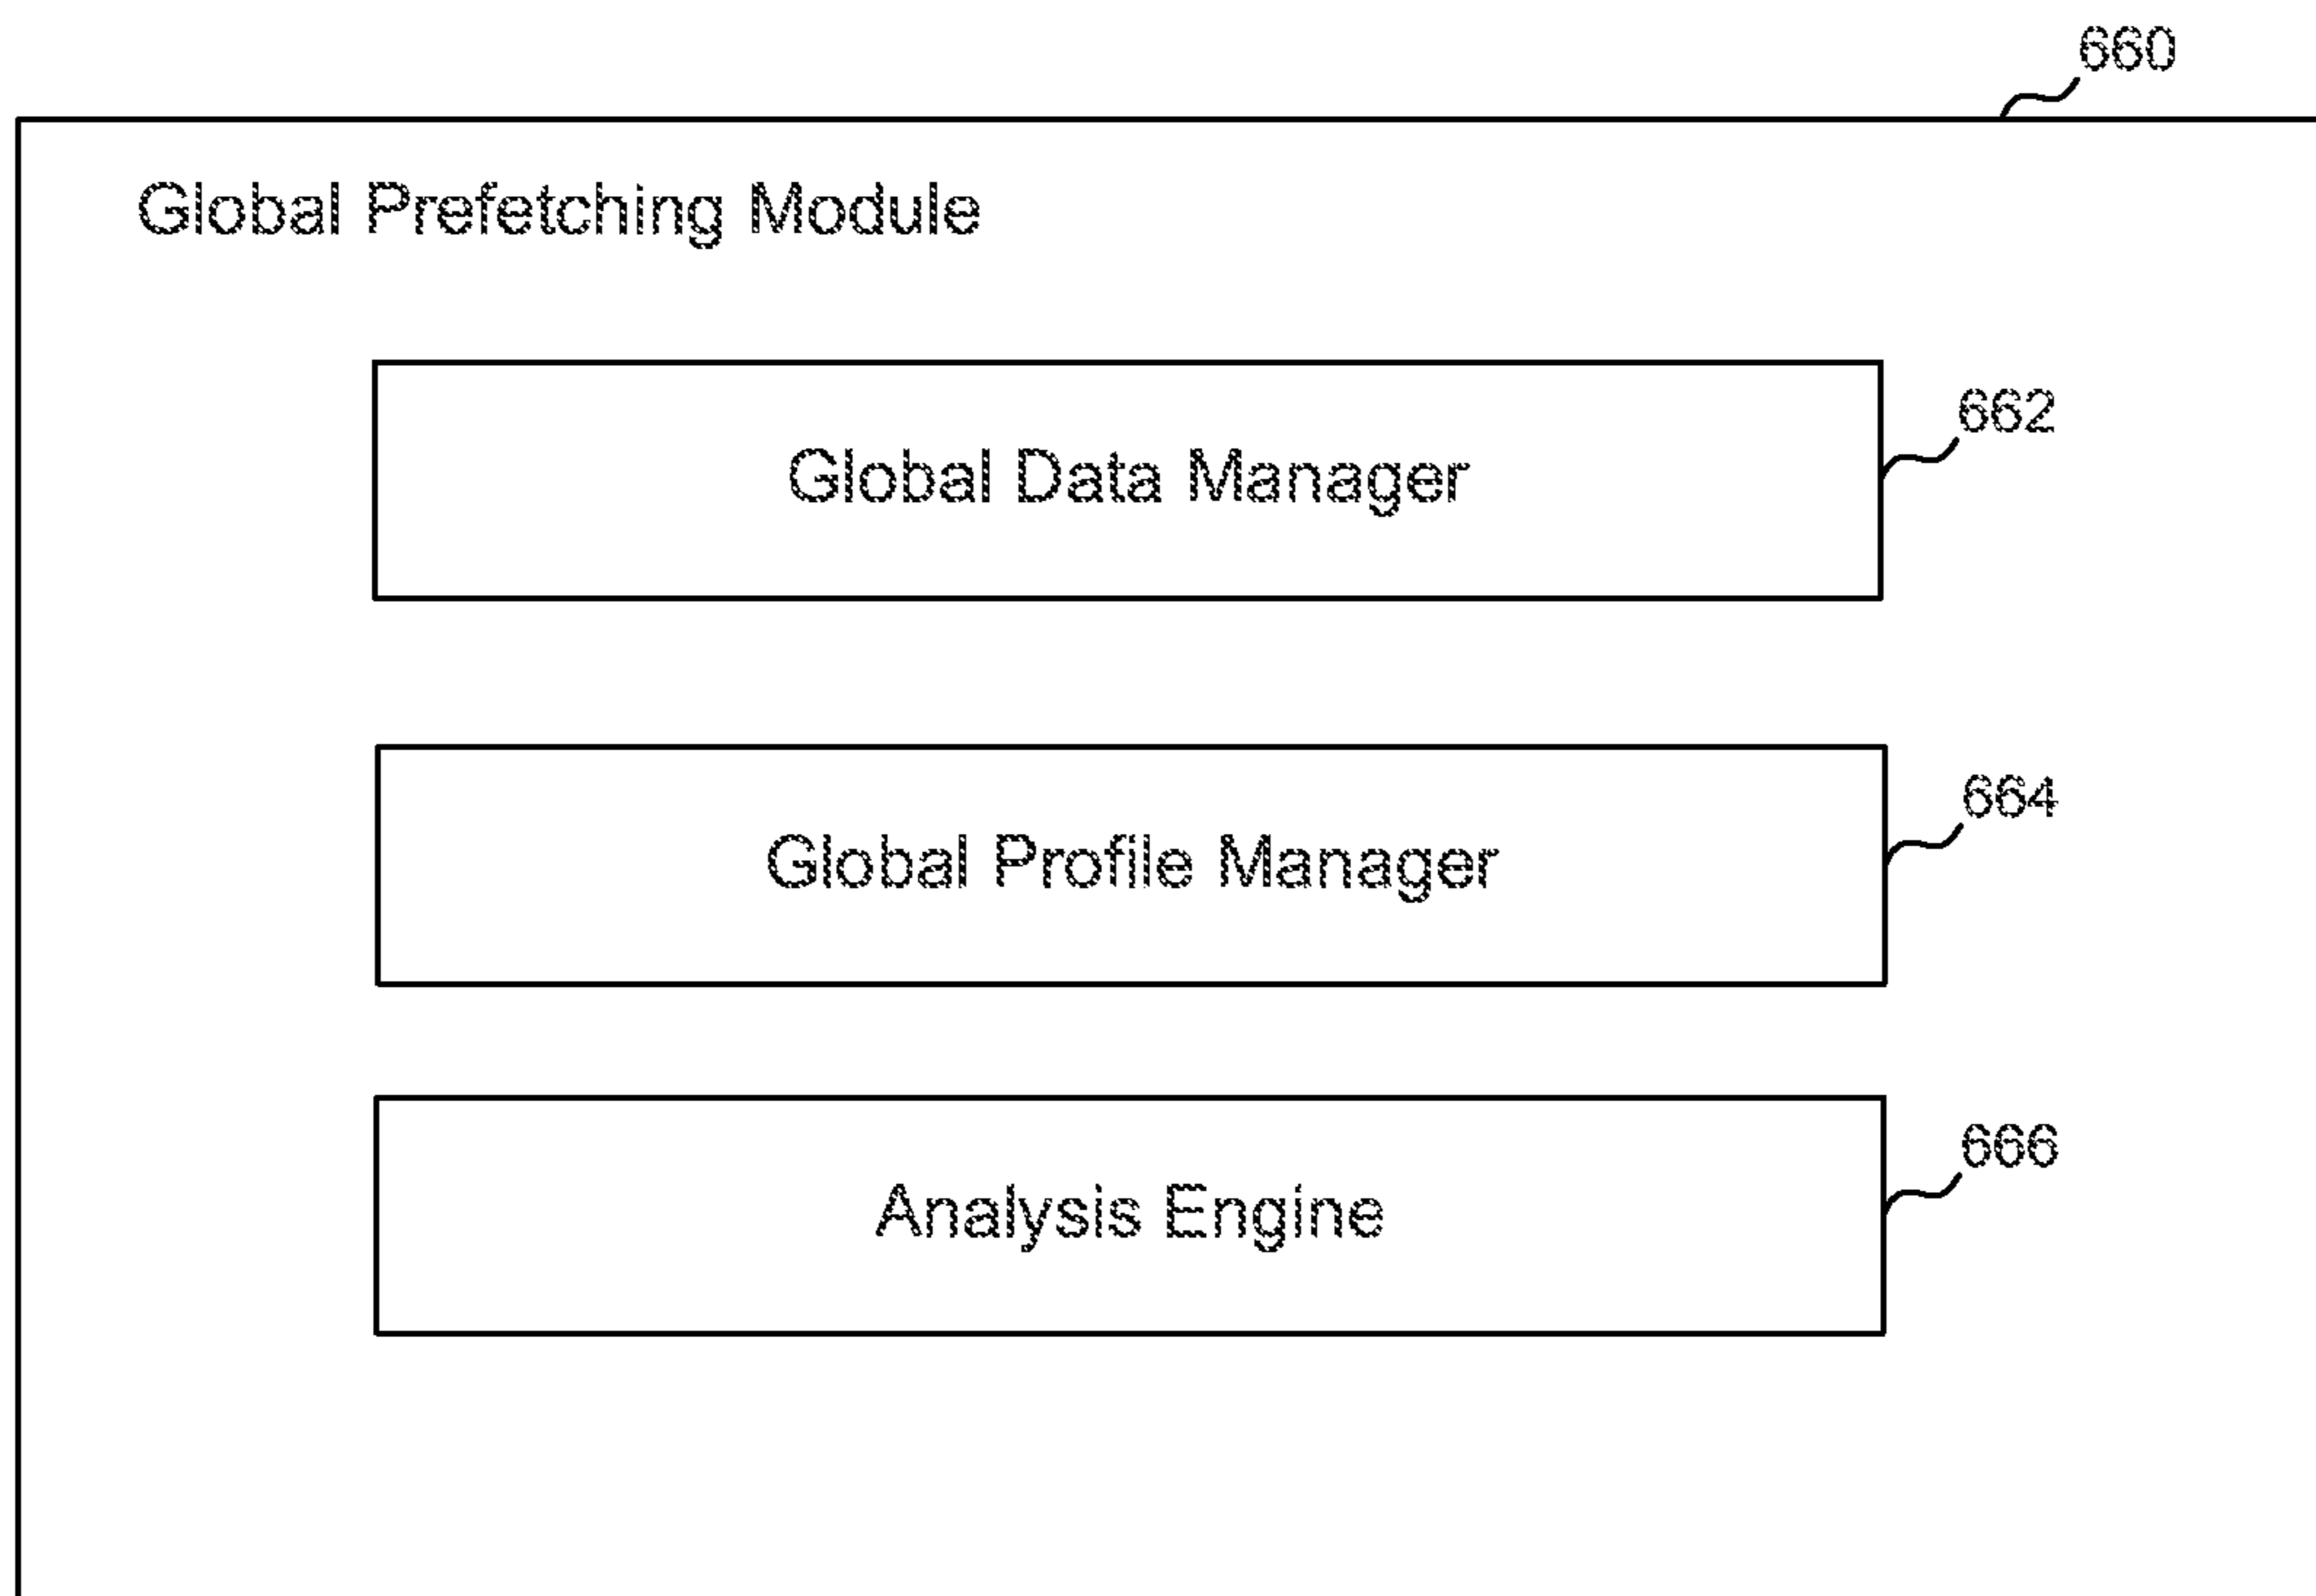 660
Global Prefetching Module
662
Global Data Manager
664
Global Profile Manager
666
Analysis Engine